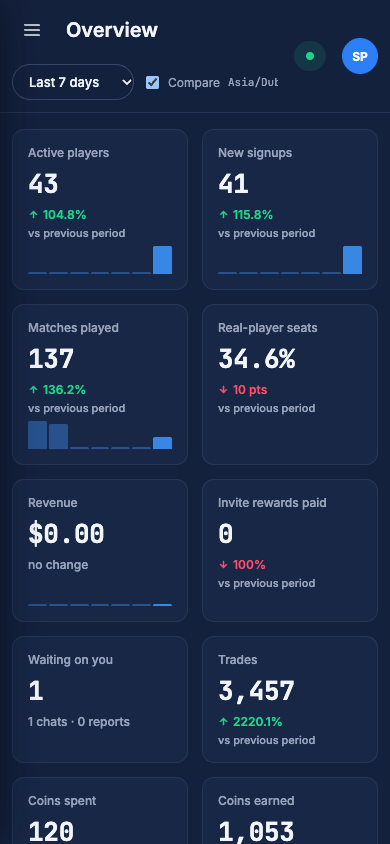 Overview
SP
Last 7 days
Compare
Active players
43
↑ 104.8%
vs previous period
New signups
41
↑ 115.8%
vs previous period
Matches played
137
↑ 136.2%
vs previous period
Real-player seats
34.6%
↓ 10 pts
vs previous period
Revenue
$0.00
no change
Invite rewards paid
0
↓ 100%
vs previous period
Waiting on you
1
1 chats · 0 reports
Trades
3,457
↑ 2220.1%
vs previous period
Coins spent
120
Coins earned
1,053